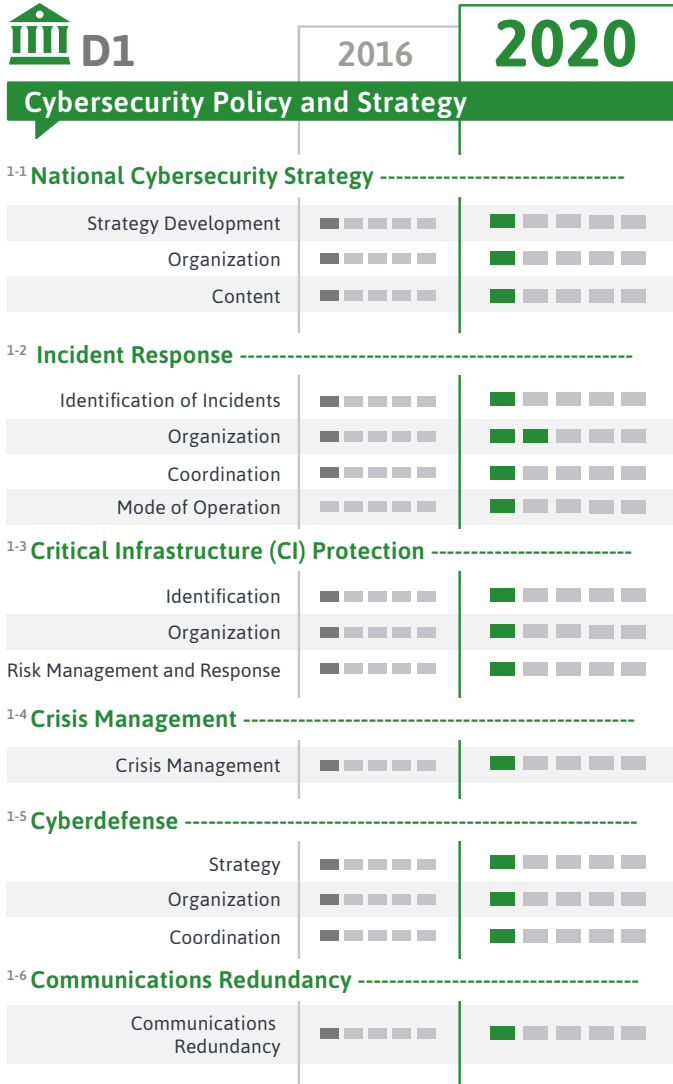 D1
2016
2020
Cybersecurity Policy and Strategy
1-1 National Cybersecurity Strategy
Strategy Development
Organization
Content
1-2 Incident Response
Identification of Incidents
Organization
Coordination
Mode of Operation
1-3 Critical Infrastructure (CI) Protection
Identification
Organization
Risk Management and Response
1-4 Crisis Management
Crisis Management
1-5 Cyberdefense
Strategy
Organization
Coordination
1-6 Communications Redundancy
Communications
Redundancy